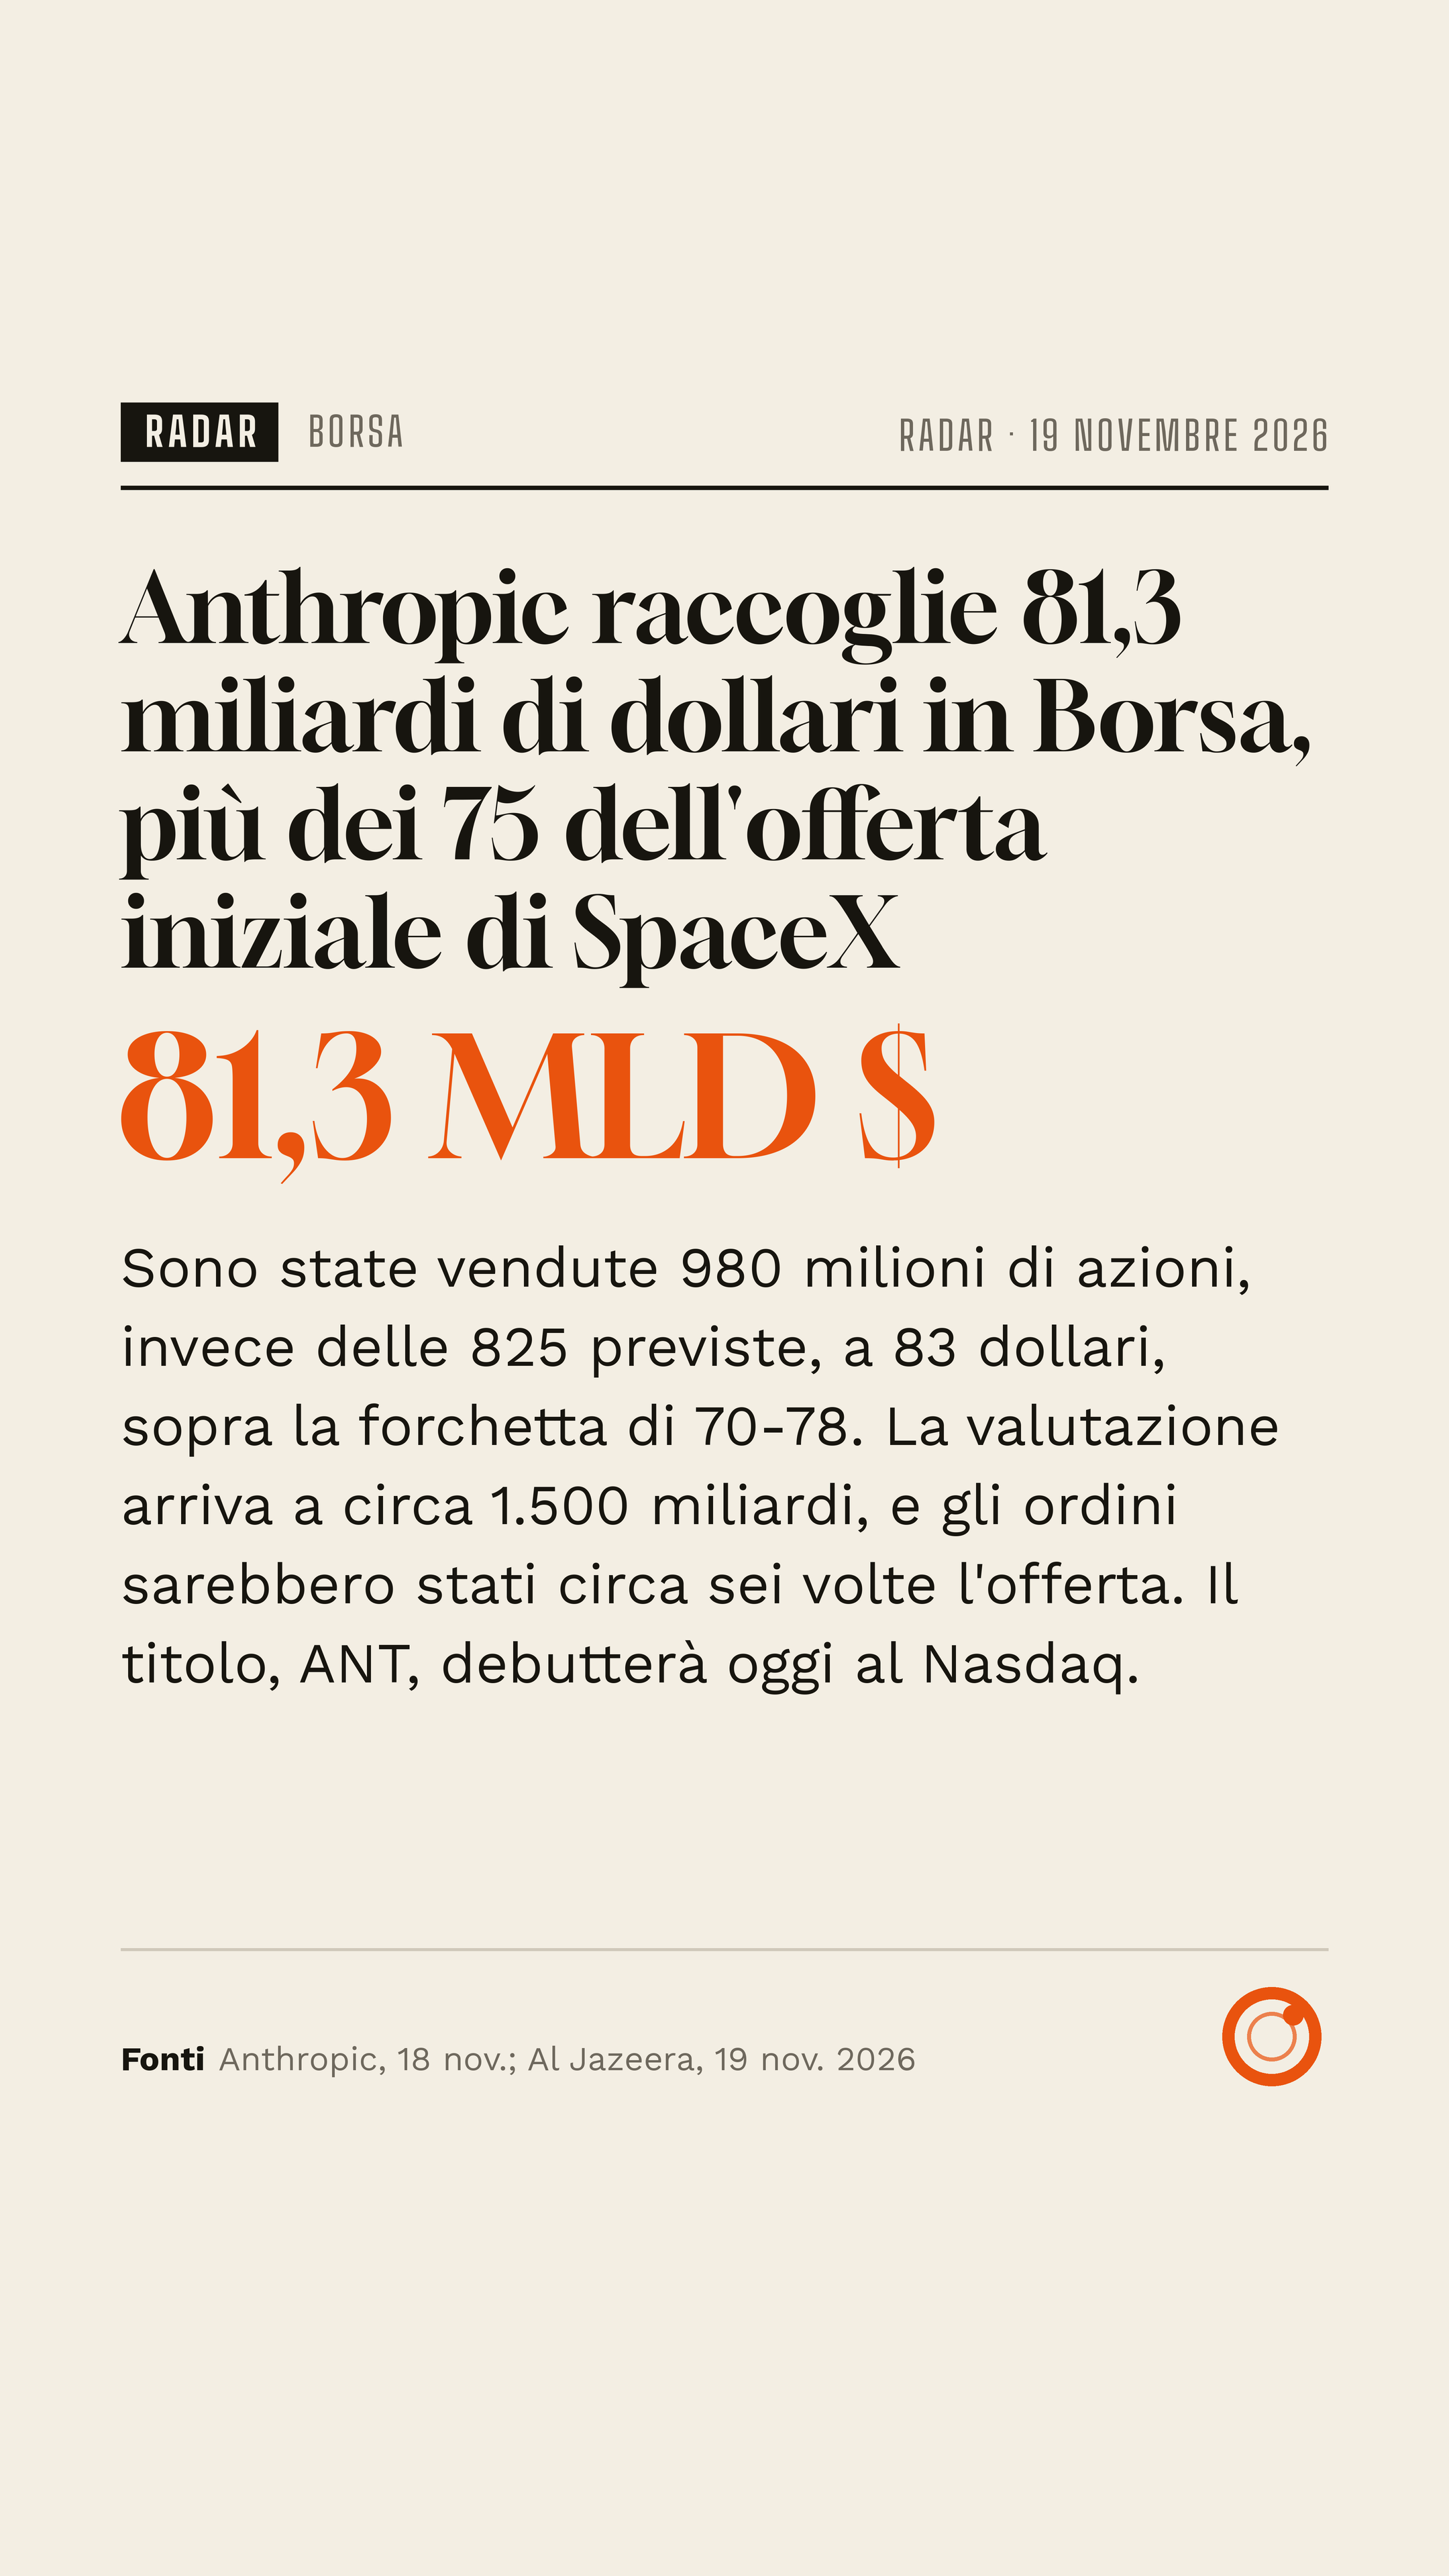 RADAR BORSA RADAR · 19 NOVEMBRE 2026
Anthropic raccoglie 81,3
miliardi di dollari in Borsa,
più dei 75 dell'offerta
iniziale di SpaceX
81,3 MLD $
Sono state vendute 980 milioni di azioni,
invece delle 825 previste, a 83 dollari,
sopra la forchetta di 70-78. La valutazione
arriva a circa 1.500 miliardi, e gli ordini
sarebbero stati circa sei volte l'offerta. Il
titolo, ANT, debutterà oggi al Nasdaq.
Fonti Anthropic, 18 nov.; Al Jazeera, 19 nov. 2026